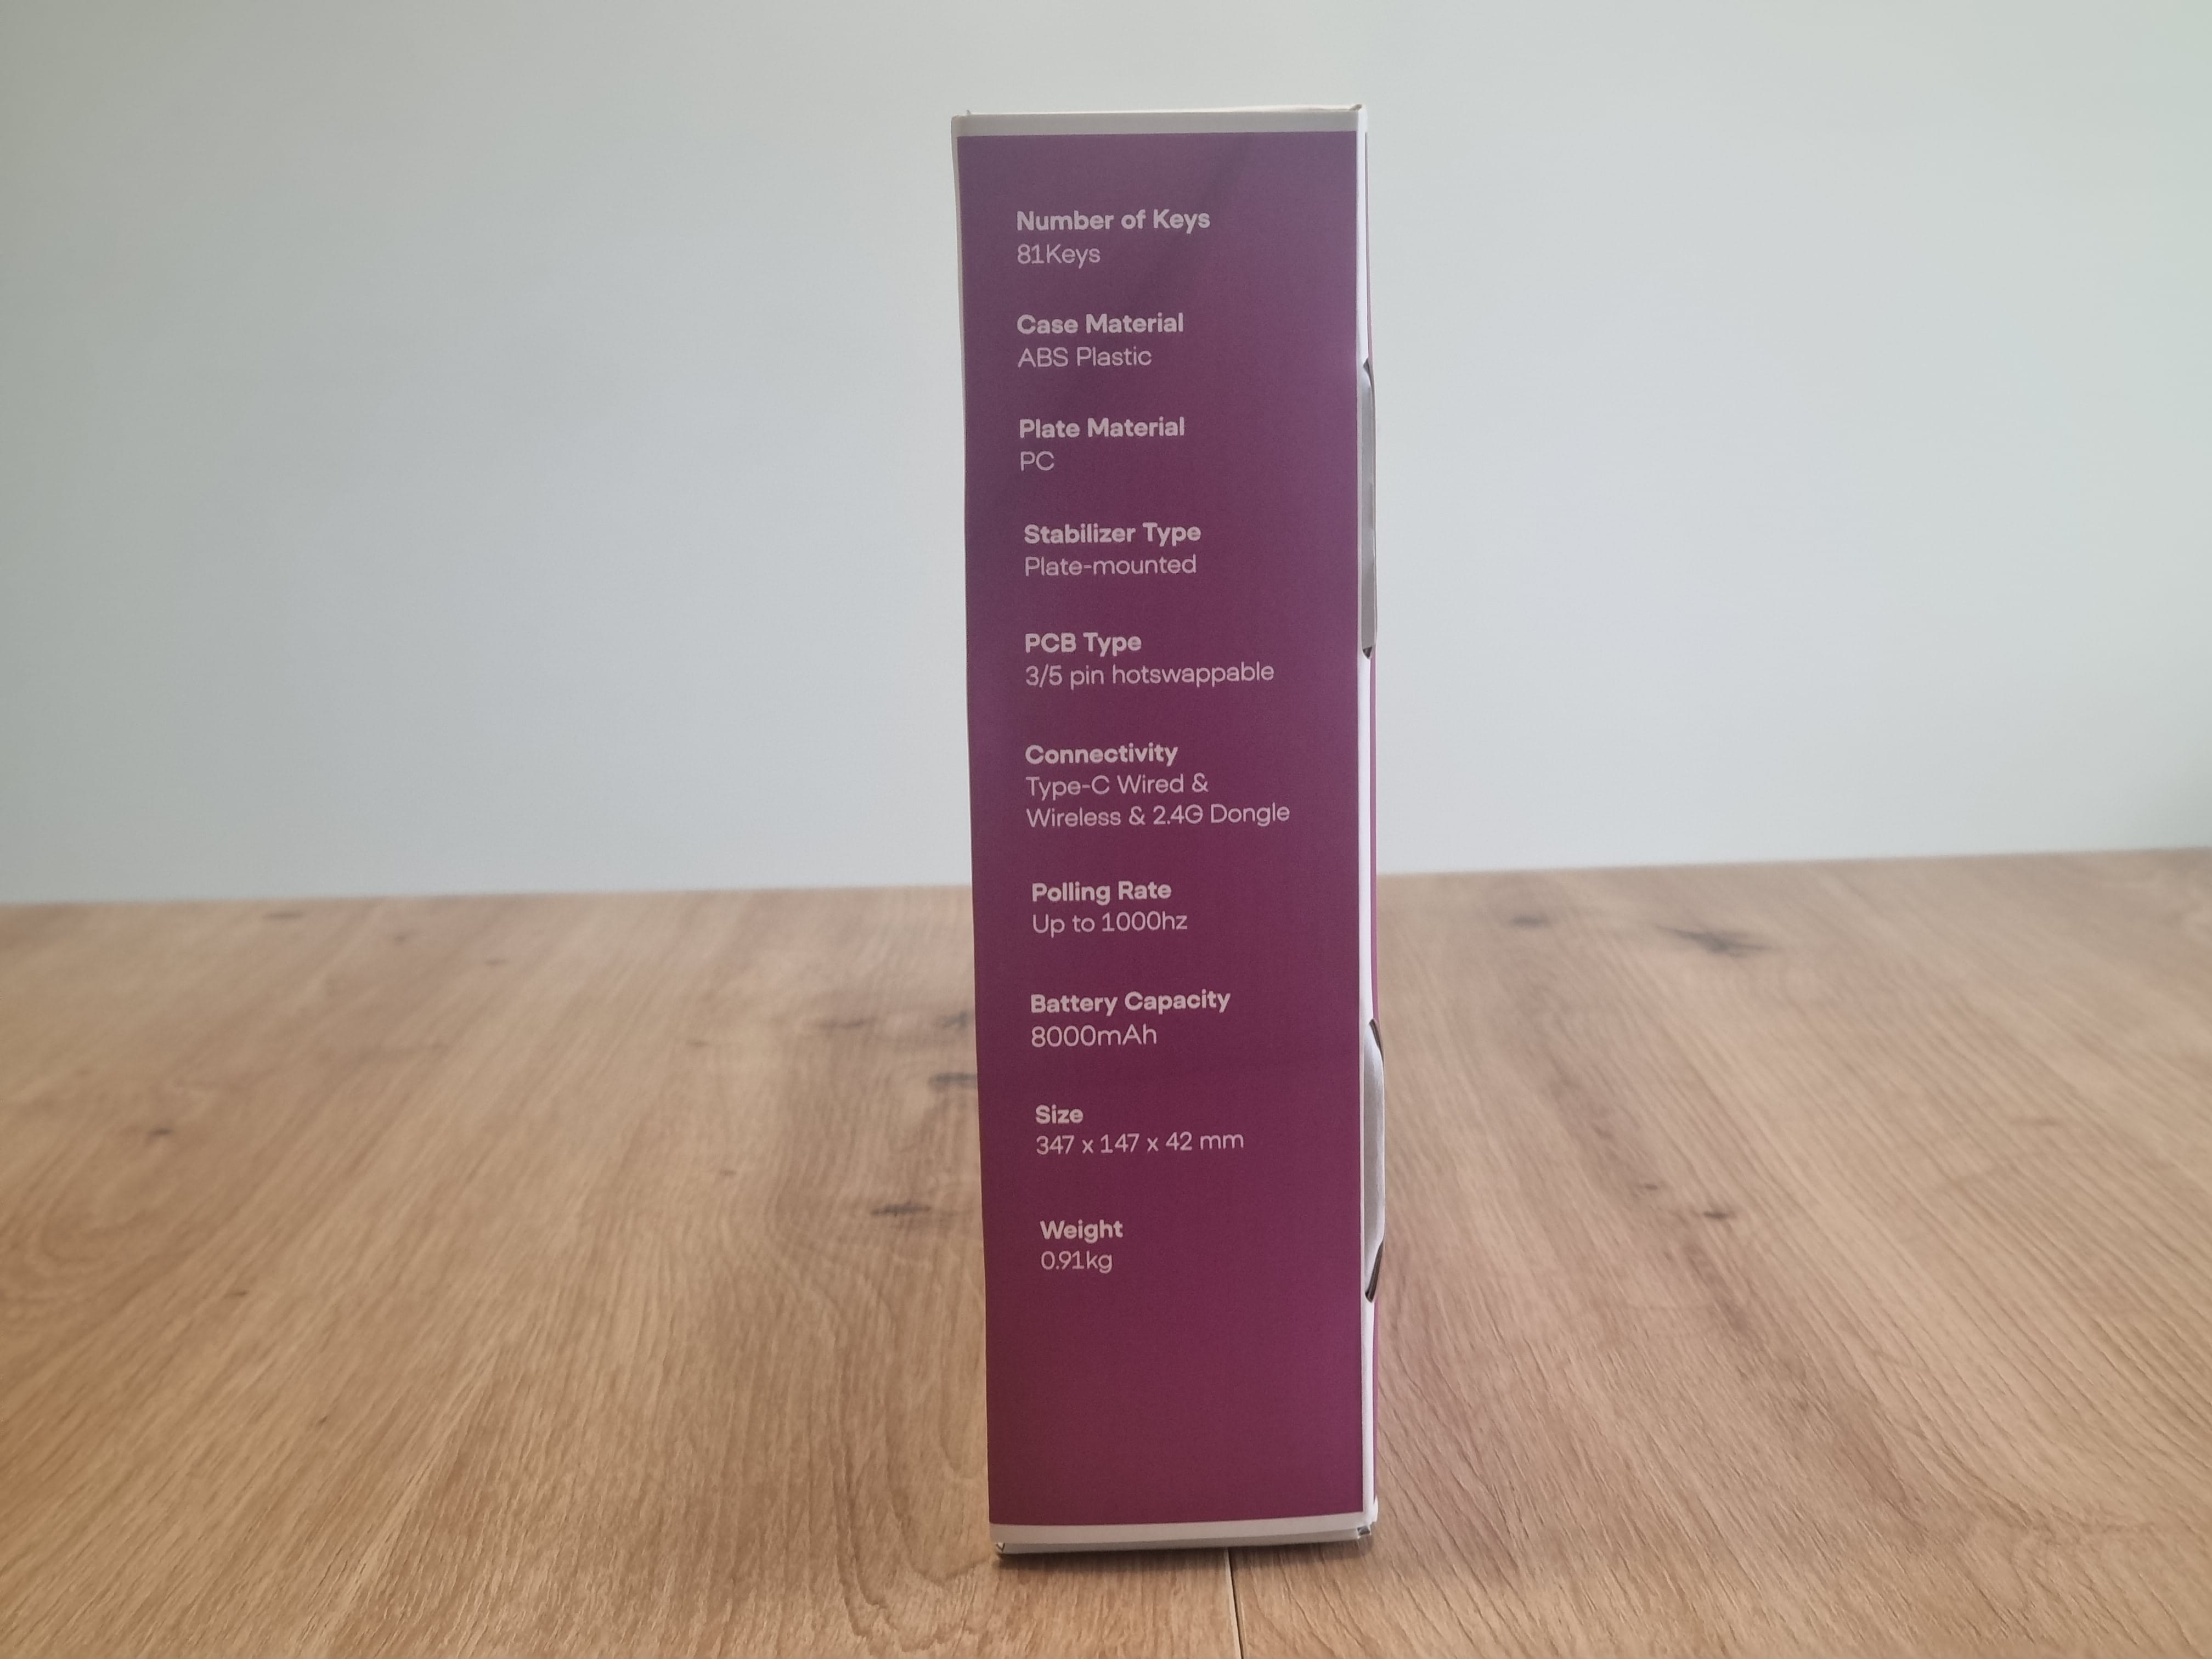 Number of Keys
81Keys
Case Material
ABS Plastic
Plate Material
PC
Stabilizer Type
Plate-mounted
PCB Type
3/5 pin hotswappable
Connectivity
Type-C Wired &
Wireless & 2.4G Dongle
Polling Rate
Up to 1000hz
Battery Capacity
8000mAh
Size
347 x 147 x 42 mm
Weight
0.91kg